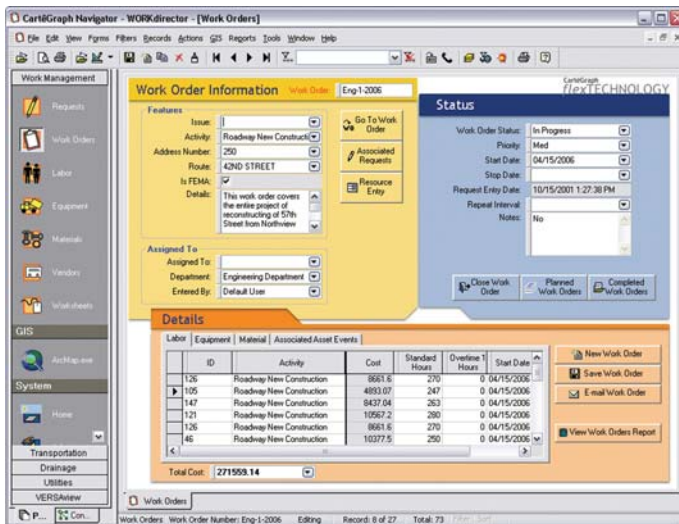 CartêGraph Navigator - WORKdirector - [Work Orders]
File Edit View Forms Filters Records Actions GIS Reports Tools Window Help
Work Management
Requests
Work Orders
Labor
Equipment
Materials
Vendors
Worksheets
GIS
ArcMap.exe
System
Home
Transportation
Drainage
Utilities
VERSAview
P...
Con...
Work Order Information Work Order Eng-1-2006
Features
Issue:
Activity: Roadway New Constructi
Address Number: 250
Route: 42ND STREET
Is FEMA:
Details: This work order covers
the entire project of
reconstructing of 57th
Street from Northview
Go To Work
Order
Associated
Requests
Resource
Entry
Assigned To
Assigned To:
Department: Engineering Department
Entered By: Default User
CartêGraph
flexTECHNOLOGY
Status
Work Order Status: In Progress
Priority: Med
Start Date: 04/15/2006
Stop Date:
Request Entry Date: 10/15/2001 1:27:38 PM
Repeat Interval:
Notes: No
Close Work
Order
Planned
Work Orders
Completed
Work Orders
Details
Labor Equipment Material Associated Asset Events
ID Activity Cost Standard Hours Overtime 1 Hours Start Date
126 Roadway New Construction 8661.6 270 0 04/15/2006
105 Roadway New Construction 4893.07 247 0 04/15/2006
147 Roadway New Construction 8437.04 263 0 04/15/2006
121 Roadway New Construction 10567.2 280 0 04/15/2006
126 Roadway New Construction 8661.6 270 0 04/15/2006
46 Roadway New Construction 10377.5 250 0 04/15/2006
Total Cost: 271559.14
New Work Order
Save Work Order
E-mail Work Order
View Work Orders Report
Work Orders
Work Orders: Work Order Number: Eng-1-2006 Editing Record: 8 of 27 Total: 73 Filter Sort